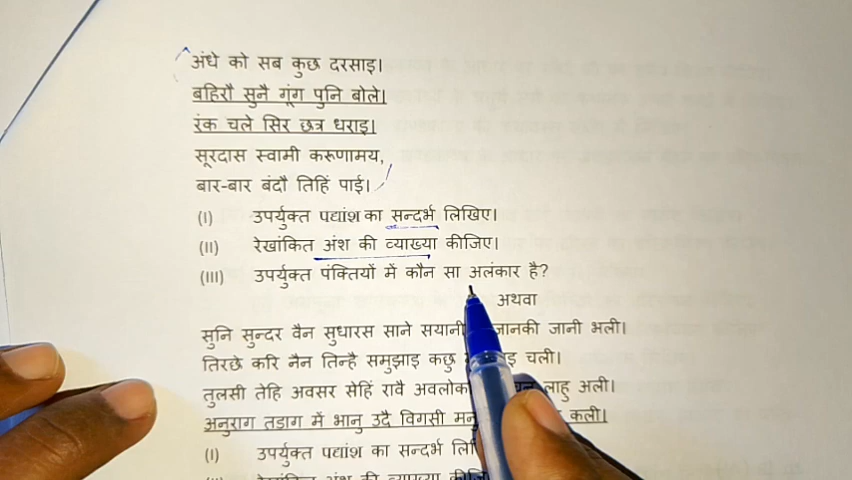 अंधे को सब कुछ दरसाइ।
बहिरौ सुनै गूंग पुनि बोले।
रंक चले सिर छत्र धराइ।
सूरदास स्वामी करूणामय,
बार-बार बंदौ तिहिं पाई।
(I) उपर्युक्त पद्यांश का सन्दर्भ लिखिए।
(II) रेखांकित अंश की व्याख्या कीजिए।
(III) उपर्युक्त पंक्तियों में कौन सा अलंकार है?
अथवा
सुनि सुन्दर वैन सुधारस साने सयानी जानकी जानी भली।
तिरछे करि नैन तिन्है समुझाइ कछु चली।
तुलसी तेहि अवसर सेहिं रावै लाहु अली।
अनुराग तडाग में भानु उदै विगसी कली।
(I) उपर्युक्त पद्यांश का सन्दर्भ
रेखांकित अंश की व्याख्या